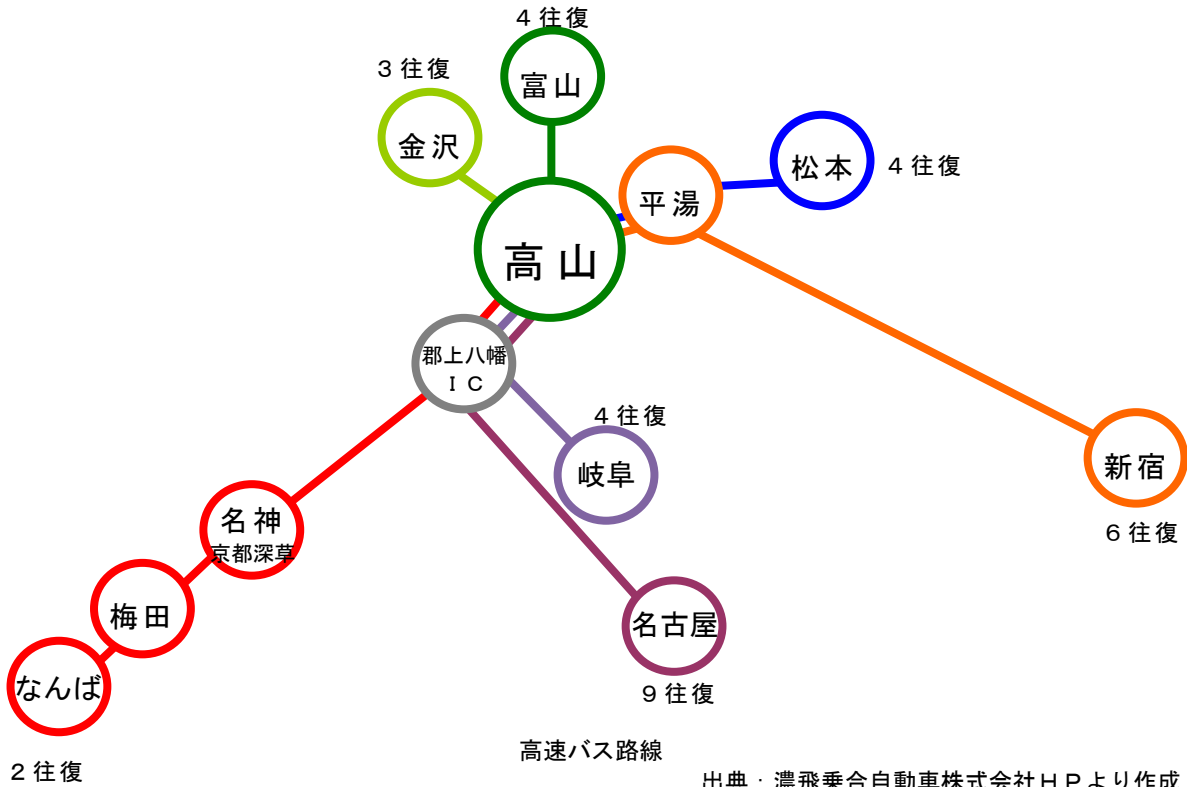 ４往復
富山
３往復
金沢
松本
４往復
平湯
高山
郡上八幡
ＩＣ
４往復
岐阜
新宿
６往復
名神
京都深草
梅田
名古屋
なんば
９往復
２往復
高速バス路線
出典：濃飛乗合自動車株式会社ＨＰより作成